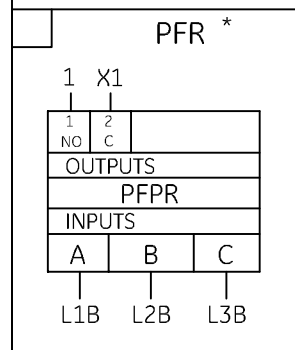 PFR *
1 X1
1 2
NO C
OUTPUTS
PFPR
INPUTS
A B C
L1B L2B L3B